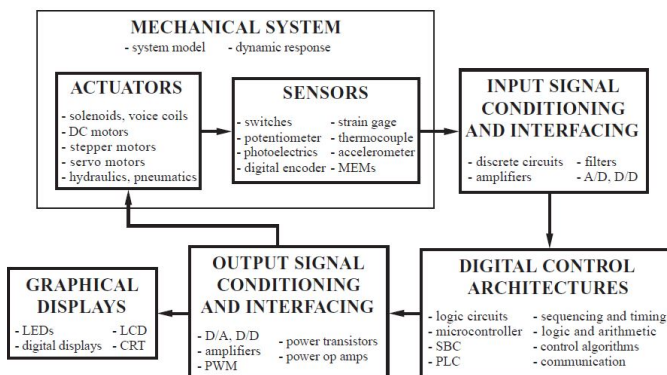 MECHANICAL SYSTEM
- system model - dynamic response
ACTUATORS
- solenoids, voice coils
- DC motors
- stepper motors
- servo motors
- hydraulics, pneumatics
SENSORS
- switches - strain gage
- potentiometer - thermocouple
- photoelectrics - accelerometer
- digital encoder - MEMs
INPUT SIGNAL
CONDITIONING
AND INTERFACING
- discrete circuits - filters
- amplifiers - A/D, D/D
GRAPHICAL
DISPLAYS
- LEDs - LCD
- digital displays - CRT
OUTPUT SIGNAL
CONDITIONING
AND INTERFACING
- D/A, D/D - power transistors
- amplifiers - power op amps
- PWM
DIGITAL CONTROL
ARCHITECTURES
- logic circuits - sequencing and timing
- microcontroller - logic and arithmetic
- SBC - control algorithms
- PLC - communication